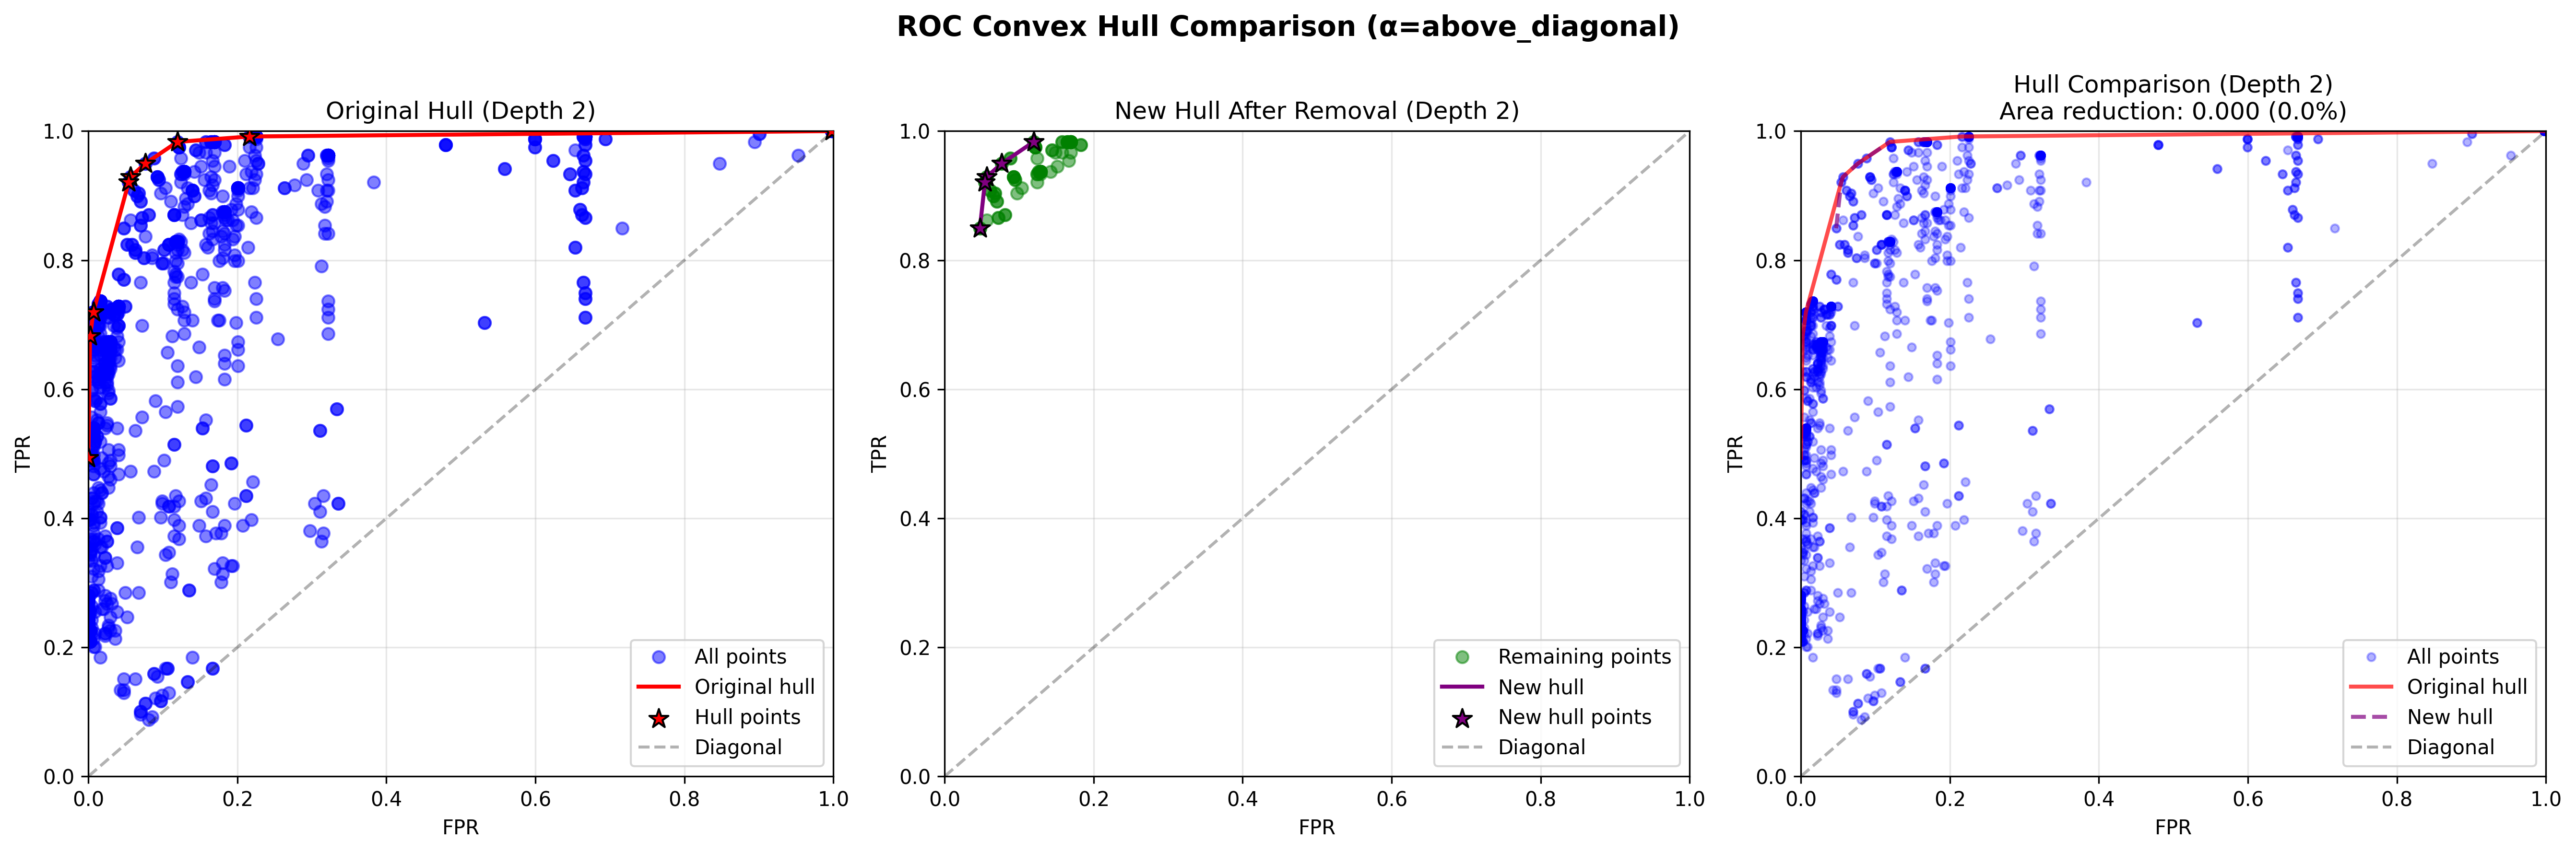 ROC Convex Hull Comparison (α=above_diagonal)
Original Hull (Depth 2)
TPR
1.0
0.8
0.6
0.4
0.2
0.0
0.0 0.2 0.4 0.6 0.8 1.0
FPR
All points
Original hull
Hull points
Diagonal
New Hull After Removal (Depth 2)
TPR
1.0
0.8
0.6
0.4
0.2
0.0
0.0 0.2 0.4 0.6 0.8 1.0
FPR
Remaining points
New hull
New hull points
Diagonal
Hull Comparison (Depth 2)
Area reduction: 0.000 (0.0%)
TPR
1.0
0.8
0.6
0.4
0.2
0.0
0.0 0.2 0.4 0.6 0.8 1.0
FPR
All points
Original hull
New hull
Diagonal